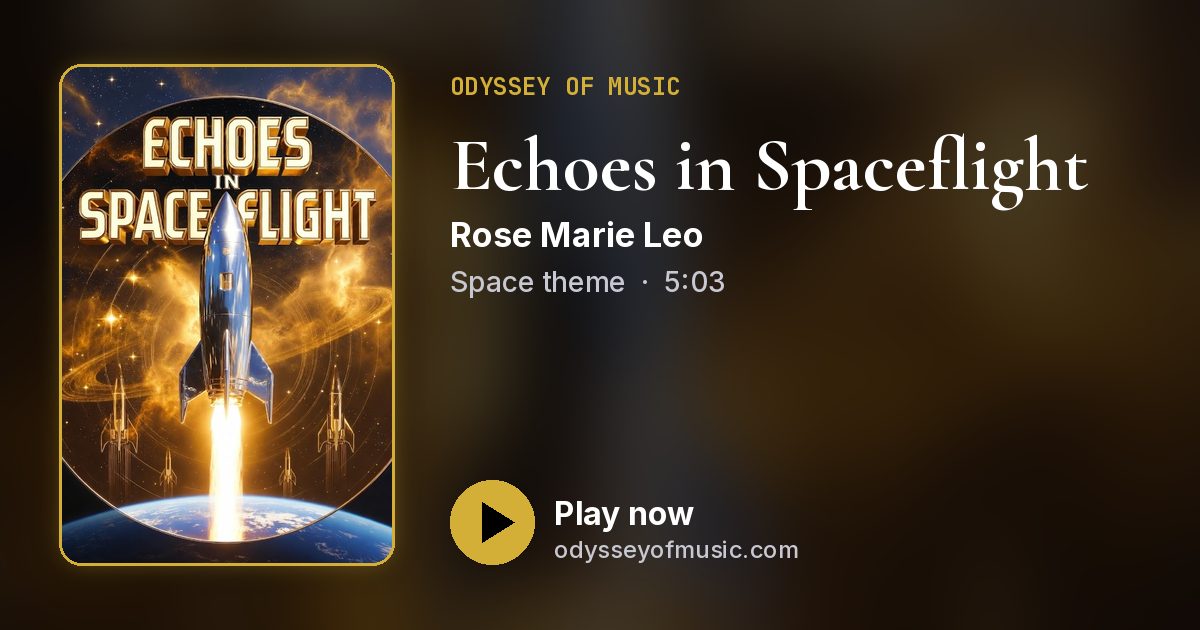 ECHOES
IN
SPACE FLIGHT
ODYSSEY OF MUSIC
Echoes in Spaceflight
Rose Marie Leo
Space theme · 5:03
Play now
odysseyofmusic.com